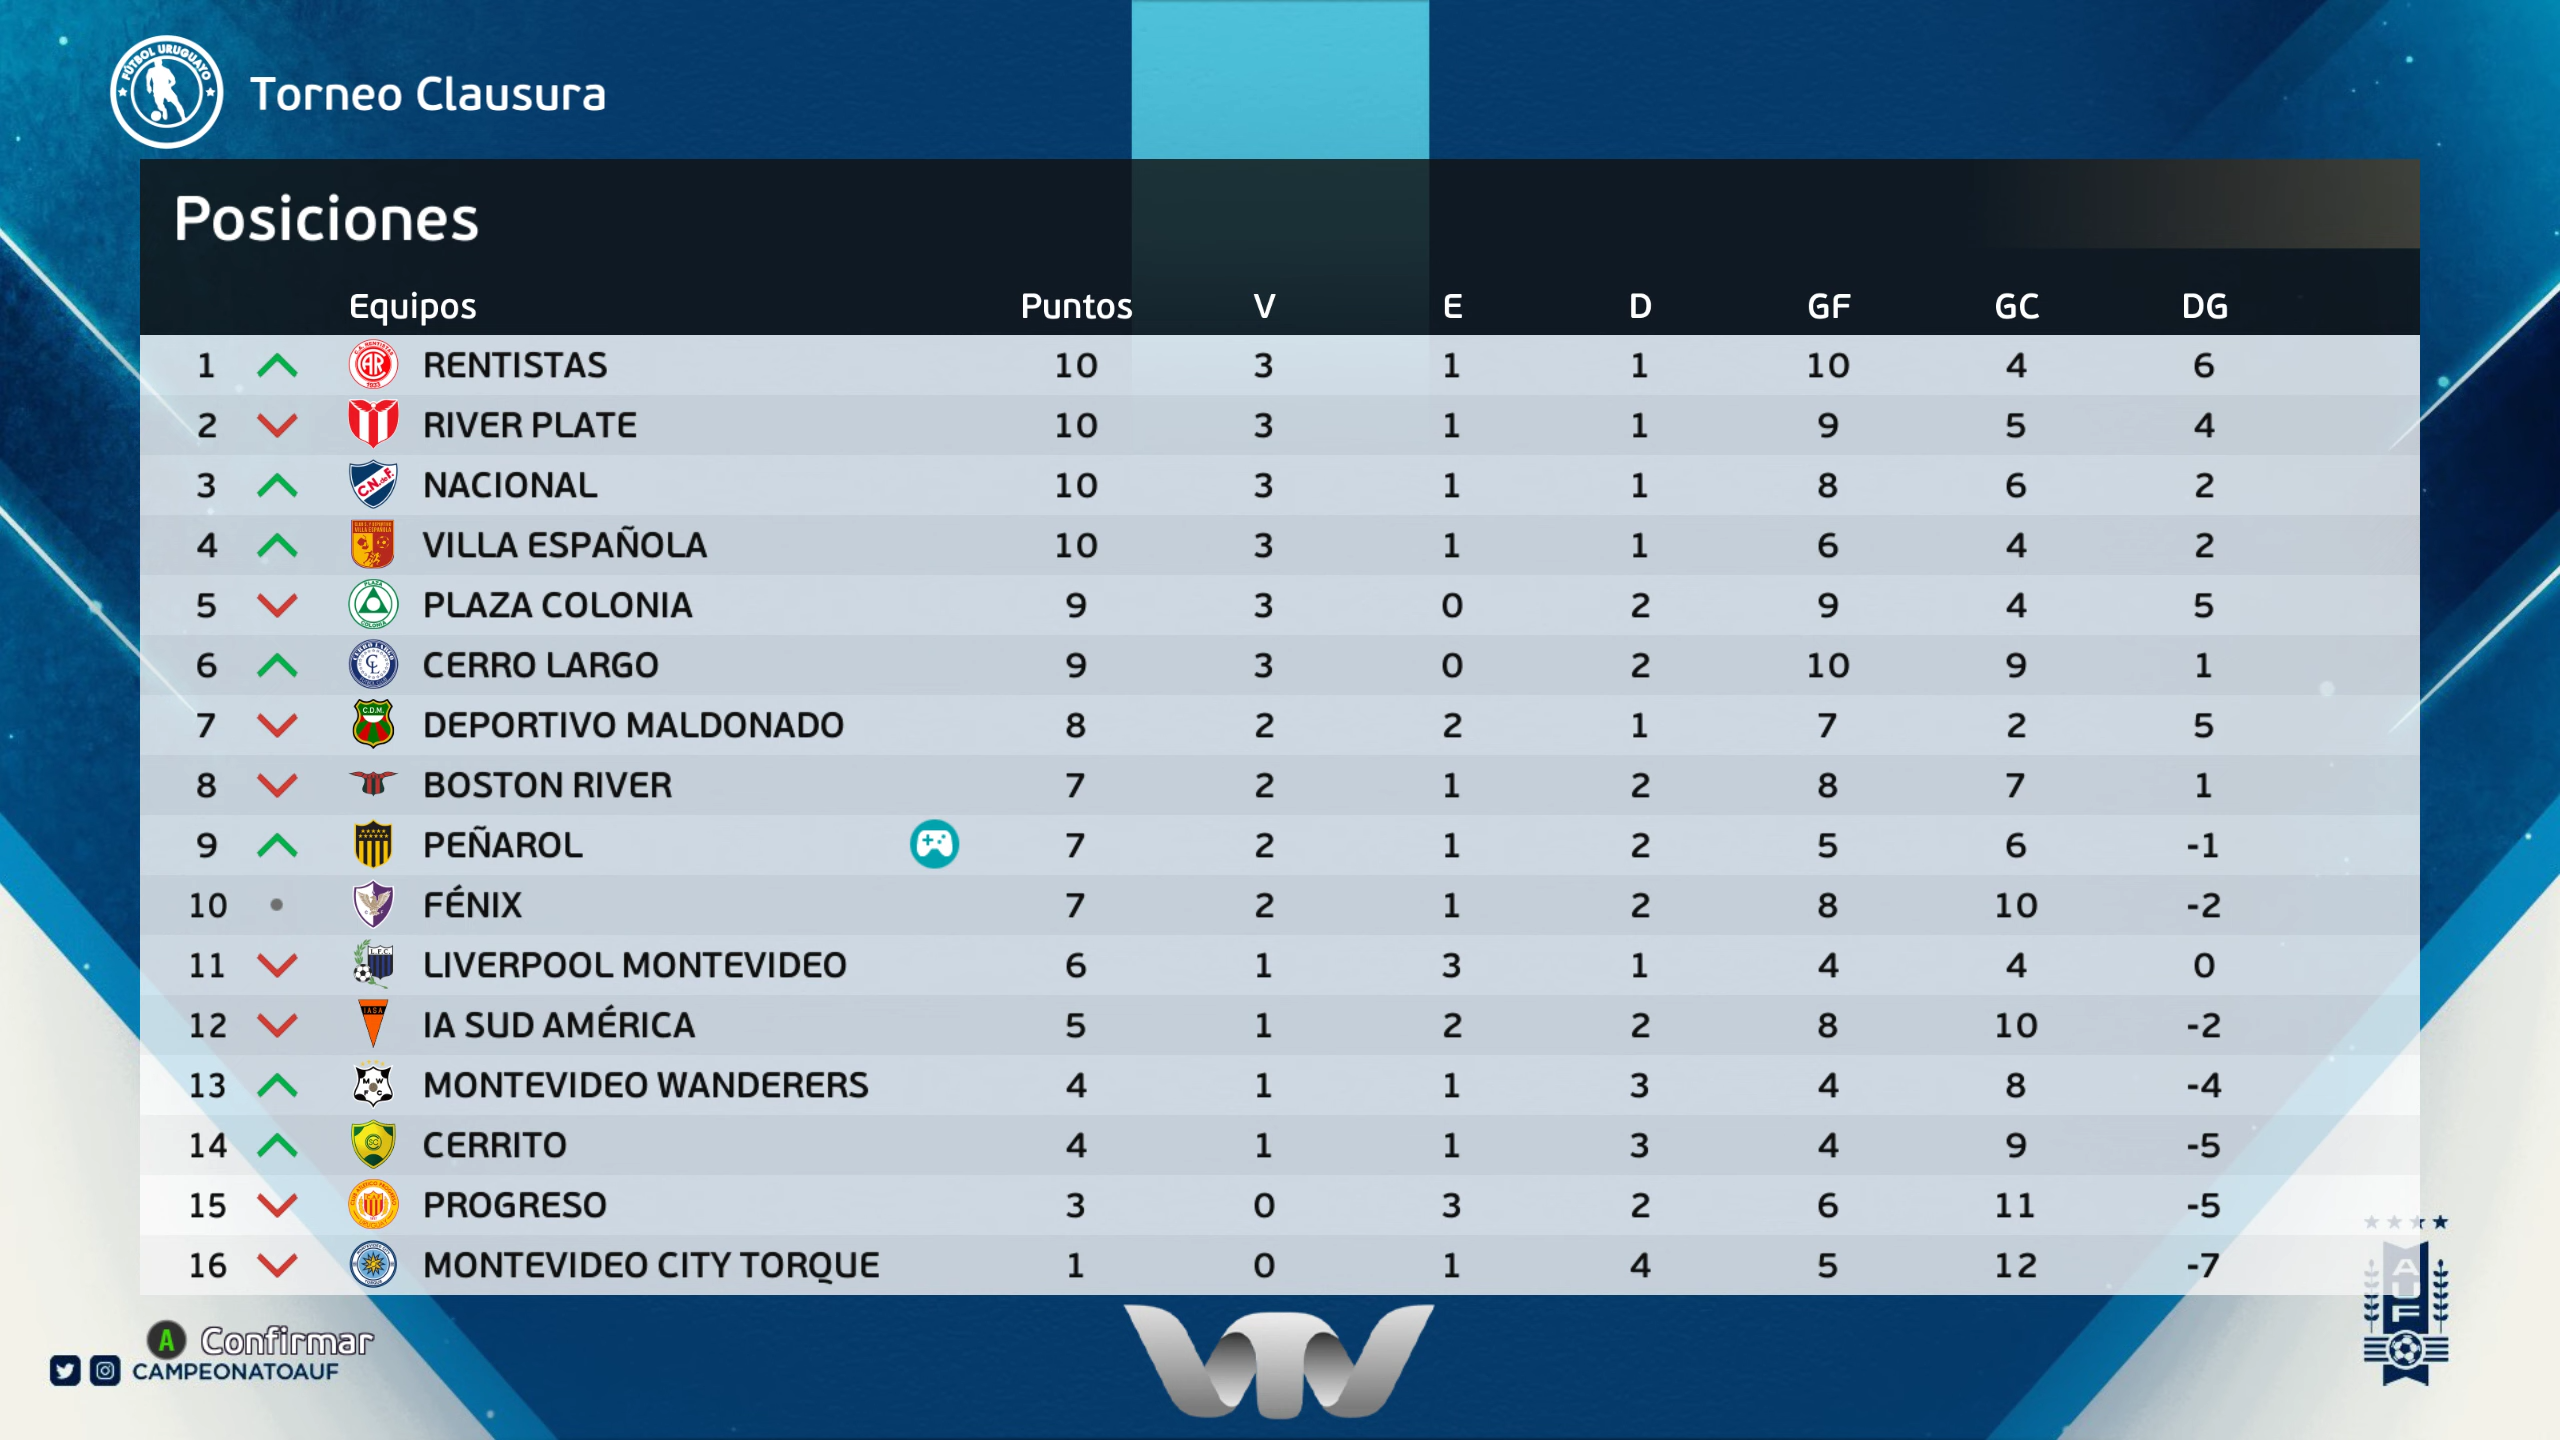 FÚTBOL URUGUAYO
Torneo Clausura
Posiciones
Equipos Puntos V E D GF GC DG
1 RENTISTAS 10 3 1 1 10 4 6
2 RIVER PLATE 10 3 1 1 9 5 4
3 NACIONAL 10 3 1 1 8 6 2
4 VILLA ESPAÑOLA 10 3 1 1 6 4 2
5 PLAZA COLONIA 9 3 0 2 9 4 5
6 CERRO LARGO 9 3 0 2 10 9 1
7 DEPORTIVO MALDONADO 8 2 2 1 7 2 5
8 BOSTON RIVER 7 2 1 2 8 7 1
9 PEÑAROL 7 2 1 2 5 6 -1
10 FÉNIX 7 2 1 2 8 10 -2
11 LIVERPOOL MONTEVIDEO 6 1 3 1 4 4 0
12 IA SUD AMÉRICA 5 1 2 2 8 10 -2
13 MONTEVIDEO WANDERERS 4 1 1 3 4 8 -4
14 CERRITO 4 1 1 3 4 9 -5
15 PROGRESO 3 0 3 2 6 11 -5
16 MONTEVIDEO CITY TORQUE 1 0 1 4 5 12 -7
A Confirmar
CAMPEONATOAUF
VTV
AUF